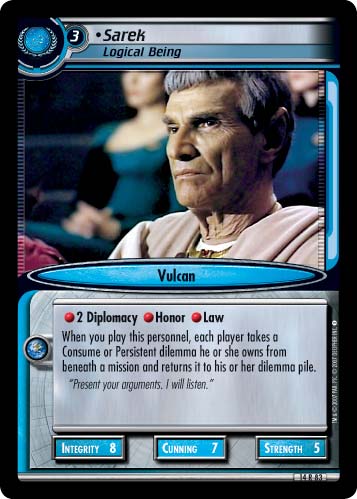 3
•Sarek
Logical Being
Vulcan
2 Diplomacy Honor Law
When you play this personnel, each player takes a
Consume or Persistent dilemma he or she owns from
beneath a mission and returns it to his or her dilemma pile.
"Present your arguments. I will listen."
INTEGRITY 8 CUNNING 7 STRENGTH 5
14 R 83